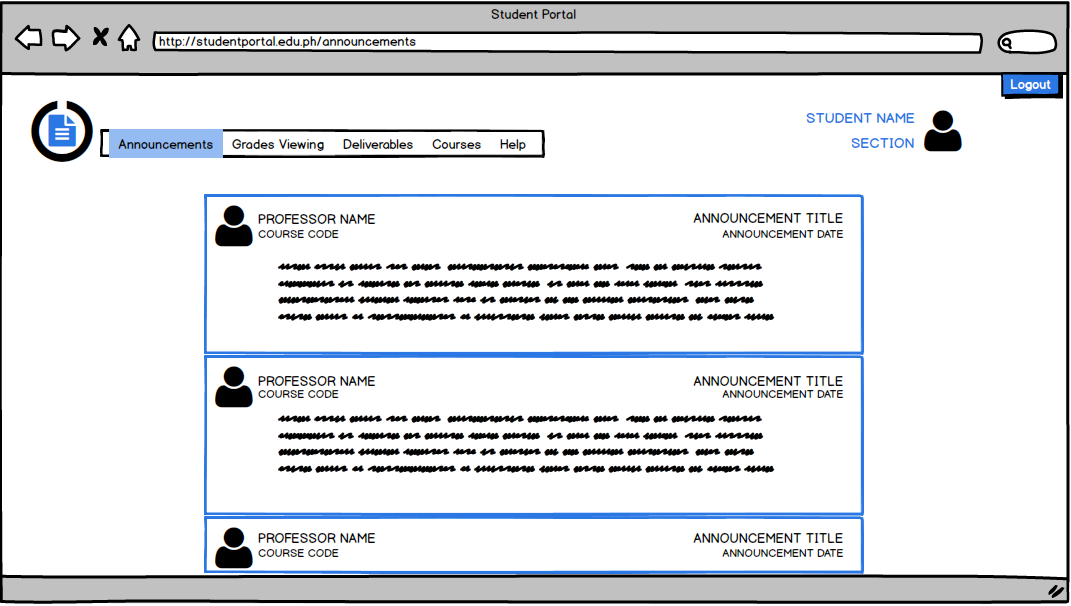 Student Portal
http://studentportal.edu.ph/announcements
Logout
STUDENT NAME
SECTION
Announcements Grades Viewing Deliverables Courses Help
PROFESSOR NAME ANNOUNCEMENT TITLE
COURSE CODE ANNOUNCEMENT DATE
PROFESSOR NAME ANNOUNCEMENT TITLE
COURSE CODE ANNOUNCEMENT DATE
PROFESSOR NAME ANNOUNCEMENT TITLE
COURSE CODE ANNOUNCEMENT DATE